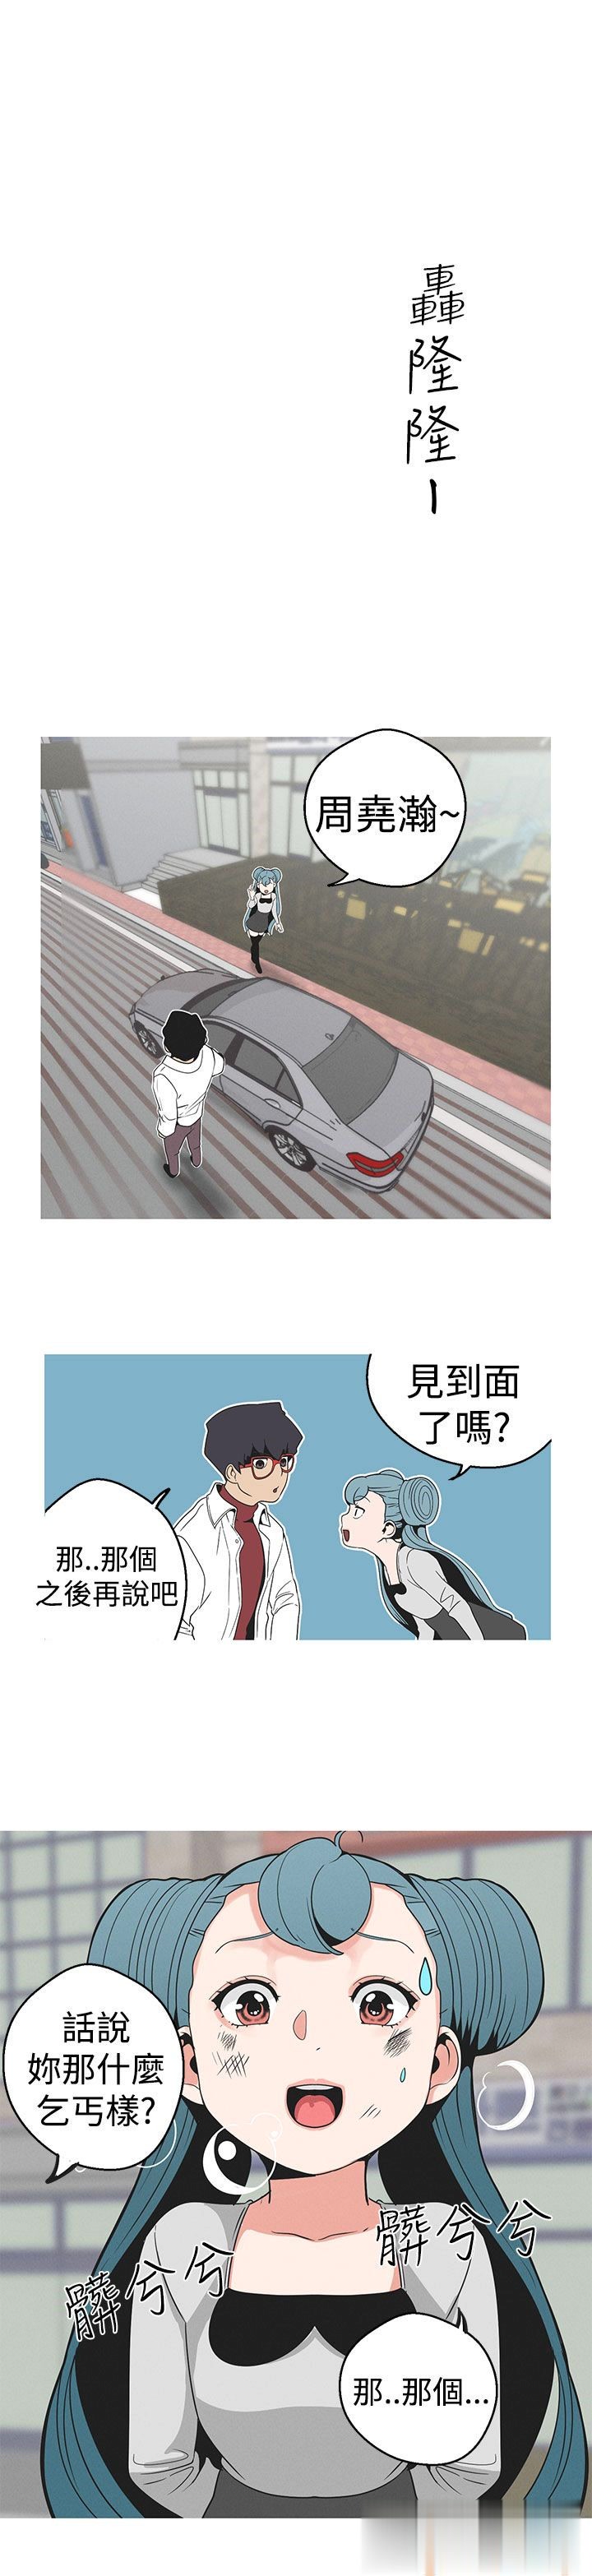 轟隆隆-
周堯瀚~
見到面
了嗎?
那..那個
之後再說吧
話說
妳那什麼
乞丐樣?
髒兮兮
髒兮兮
那..那個...